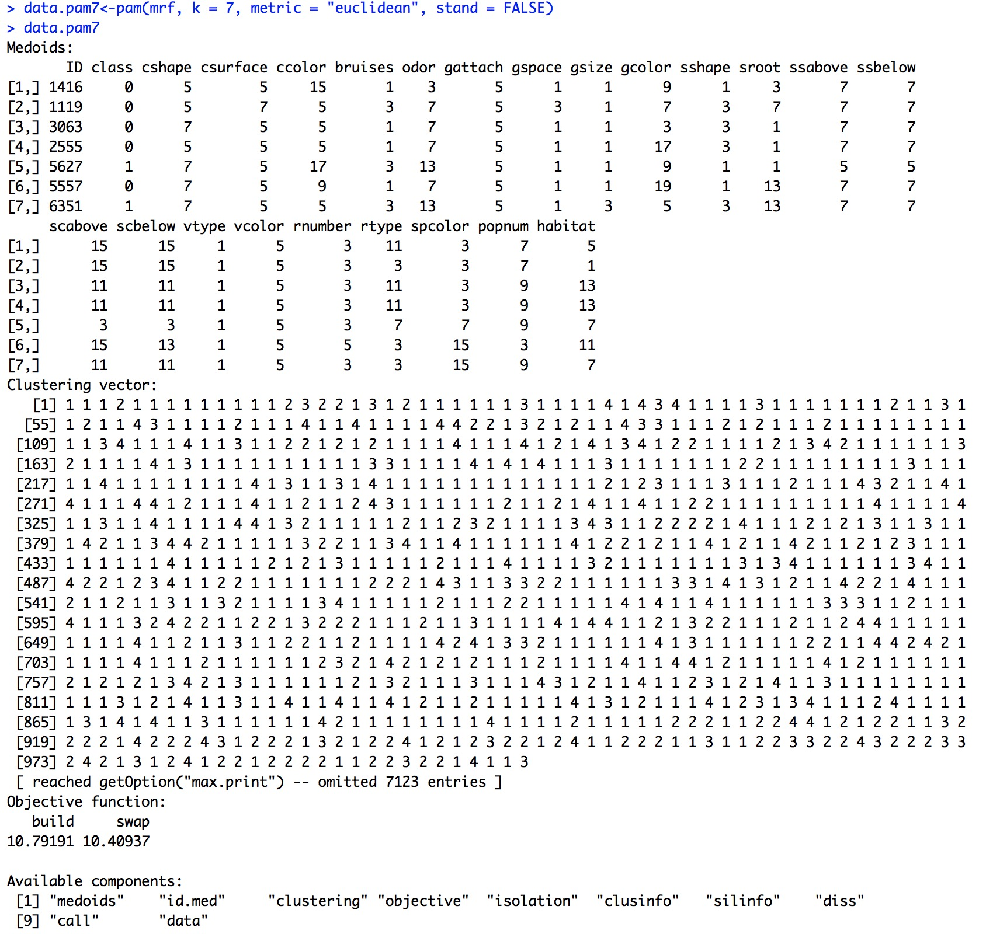 > data.pam7<-pam(mrf, k = 7, metric = "euclidean", stand = FALSE)
> data.pam7
Medoids:
ID class cshape csurface ccolor bruises odor gattach gspace gsize gcolor sshape sroot ssabove ssbelow
[1,] 1416 0 5 5 15 1 3 5 1 1 9 1 3 7 7
[2,] 1119 0 5 7 5 3 7 5 3 1 7 3 7 7 7
[3,] 3063 0 7 5 5 1 7 5 1 1 3 3 1 7 7
[4,] 2555 0 5 5 5 1 7 5 1 1 17 3 1 7 7
[5,] 5627 1 7 5 17 3 13 5 1 1 9 1 1 5 5
[6,] 5557 0 7 5 9 1 7 5 1 1 19 1 13 7 7
[7,] 6351 1 7 5 5 3 13 5 1 3 5 3 13 7 7
scabove scbelow vtype vcolor rnumber rtype spcolor popnum habitat
[1,] 15 15 1 5 3 11 3 7 5
[2,] 15 15 1 5 3 3 3 7 1
[3,] 11 11 1 5 3 11 3 9 13
[4,] 11 11 1 5 3 11 3 9 13
[5,] 3 3 1 5 3 7 7 9 7
[6,] 15 13 1 5 5 3 15 3 11
[7,] 11 11 1 5 3 3 15 9 7
Clustering vector:
[1] 1 1 1 2 1 1 1 1 1 1 1 1 1 2 3 2 2 1 3 1 2 1 1 1 1 1 1 3 1 1 1 1 4 1 4 3 4 1 1 1 1 3 1 1 1 1 1 1 1 2 1 1 3 1
[55] 1 2 1 1 4 3 1 1 1 1 2 1 1 1 4 1 1 4 1 1 1 1 4 4 2 2 1 3 2 1 2 1 1 4 3 3 1 1 1 2 1 2 1 1 1 2 1 1 1 1 1 1 1 1
[109] 1 1 3 4 1 1 1 4 1 1 3 1 1 2 2 1 2 1 2 1 1 1 1 4 1 1 1 4 1 2 1 4 1 3 4 1 2 2 1 1 1 1 2 1 3 4 2 1 1 1 1 1 1 3
[163] 2 1 1 1 1 4 1 3 1 1 1 1 1 1 1 1 1 1 3 3 1 1 1 1 4 1 4 1 4 1 1 1 3 1 1 1 1 1 1 1 2 2 1 1 1 1 1 1 1 1 3 1 1 1
[217] 1 1 4 1 1 1 1 1 1 1 1 4 1 3 1 1 3 1 4 1 1 1 1 1 1 1 1 1 1 1 1 1 2 1 2 3 1 1 1 3 1 1 1 2 1 1 1 4 3 2 1 1 4 1
[271] 4 1 1 1 4 4 1 2 1 1 1 4 1 1 2 1 1 2 4 3 1 1 1 1 1 1 2 1 1 2 1 4 1 1 4 1 1 2 2 1 1 1 1 1 1 1 1 1 4 1 1 1 1 4
[325] 1 1 3 1 1 4 1 1 1 1 4 4 1 3 2 1 1 1 1 1 2 1 1 2 3 2 1 1 1 1 3 4 3 1 1 2 2 2 2 1 4 1 1 1 2 1 2 1 3 1 1 3 1 1
[379] 1 4 2 1 1 3 4 4 2 1 1 1 1 1 3 2 2 1 1 3 4 1 1 4 1 1 1 1 1 1 4 1 2 2 1 2 1 1 4 1 2 1 1 4 2 1 1 2 1 2 3 1 1 1
[433] 1 1 1 1 1 1 4 1 1 1 1 1 2 1 2 1 3 1 1 1 1 1 2 1 1 1 4 1 1 1 1 3 2 1 1 1 1 1 1 1 3 1 3 4 1 1 1 1 1 1 3 4 1 1
[487] 4 2 2 1 2 3 4 1 1 2 2 1 1 1 1 1 1 1 2 2 2 1 4 3 1 1 3 3 2 2 1 1 1 1 1 1 3 3 1 4 1 3 1 2 1 1 4 2 2 1 4 1 1 1
[541] 2 1 1 2 1 1 3 1 1 3 2 1 1 1 1 3 4 1 1 1 1 1 2 1 1 1 2 2 1 1 1 1 1 4 1 4 1 1 4 1 1 1 1 1 1 3 3 3 1 1 2 1 1 1
[595] 4 1 1 1 3 2 4 2 2 1 1 2 2 1 3 2 2 2 1 1 1 2 1 1 3 1 1 1 1 4 1 4 4 1 1 2 1 3 2 2 1 1 1 2 1 1 2 4 4 1 1 1 1 1
[649] 1 1 1 1 4 1 1 2 1 1 3 1 1 2 2 1 1 2 1 1 1 1 4 2 4 1 3 3 2 1 1 1 1 1 1 4 1 3 1 1 1 1 1 1 2 2 1 1 4 4 2 4 2 1
[703] 1 1 1 1 4 1 1 1 2 1 1 1 1 1 1 2 3 2 1 4 2 1 2 1 2 1 1 1 2 1 1 1 1 4 1 1 4 4 1 2 1 1 1 1 1 4 1 2 1 1 1 1 1 1
[757] 2 1 2 1 2 1 3 4 2 1 3 1 1 1 1 1 1 2 1 3 2 1 1 1 3 1 1 1 4 3 1 2 1 1 4 1 1 2 3 1 2 1 4 1 1 3 1 1 1 1 1 1 1 1
[811] 1 1 1 3 1 2 1 4 1 1 3 1 1 4 1 1 4 1 1 4 1 2 1 1 2 1 1 1 1 1 4 1 3 1 2 1 1 1 4 1 2 3 1 3 4 1 1 1 2 4 1 1 1 1
[865] 1 3 1 4 1 4 1 1 3 1 1 1 1 1 1 4 2 1 1 1 1 1 1 1 1 4 1 1 1 1 2 1 1 1 1 1 2 2 2 1 1 2 2 4 4 1 2 1 2 2 1 1 3 2
[919] 2 2 2 1 4 2 2 2 4 3 1 2 2 2 1 3 2 1 2 2 4 1 2 1 2 3 2 2 1 2 4 1 1 2 2 2 1 1 3 1 1 2 2 3 3 2 2 4 3 2 2 2 3 3
[973] 2 4 2 1 3 1 2 4 1 2 2 1 2 2 2 2 1 1 2 2 3 2 2 1 4 1 1 3
[ reached getOption("max.print") -- omitted 7123 entries ]
Objective function:
build swap
10.79191 10.40937
Available components:
[1] "medoids" "id.med" "clustering" "objective" "isolation" "clusinfo" "silinfo" "diss"
[9] "call" "data"